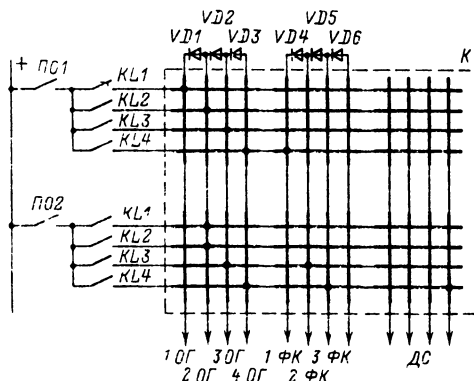 VD2 VD5
VD1 VD3 VD4 VD6
K
+ ПО1 KL1
KL2
KL3
KL4
ПО2 KL1
KL2
KL3
KL4
1 ОГ 3 ОГ 1 ФК 3 ФК ДС
2 ОГ 4 ОГ 2 ФК